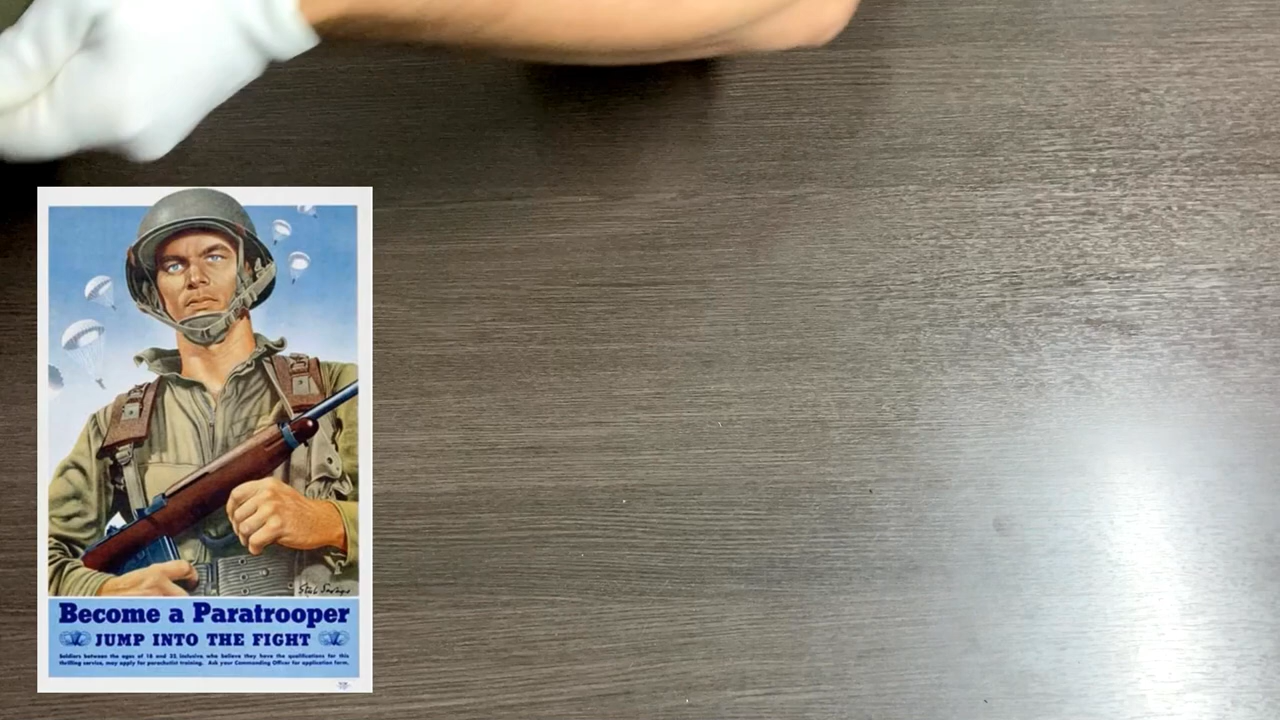 Become a Paratrooper
JUMP INTO THE FIGHT
Soldiers between the ages of 18 and 32, inclusive, who believe they have the qualifications for this
thrilling service, may apply for parachutist training. Ask your Commanding Officer for application form.